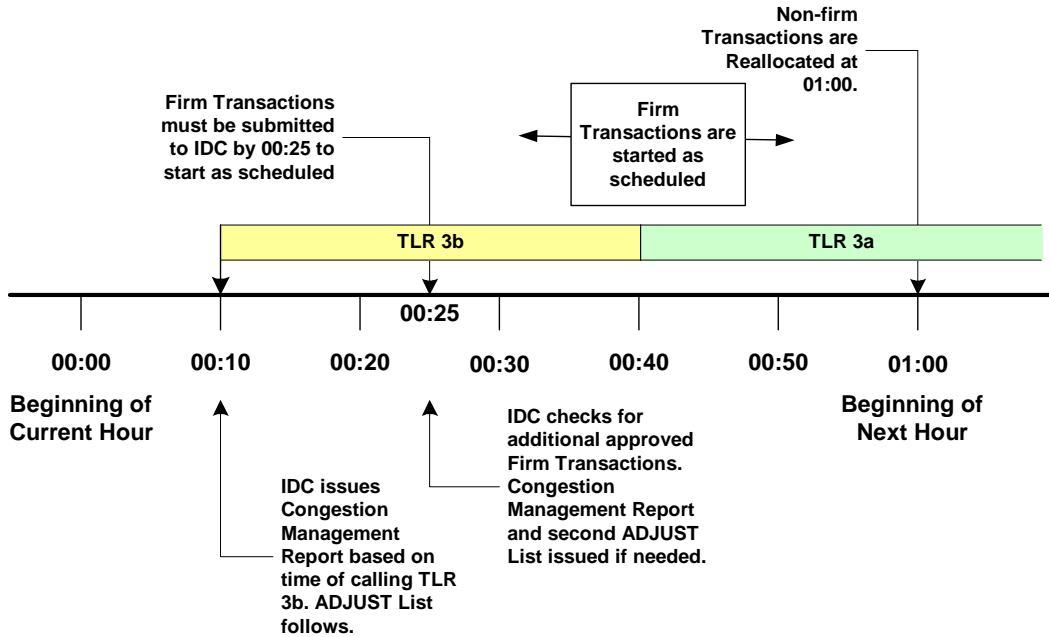 Non-firm
Transactions are
Reallocated at
01:00.
Firm Transactions
must be submitted
to IDC by 00:25 to
start as scheduled
Firm
Transactions are
started as
scheduled
TLR 3b
TLR 3a
00:25
00:00
00:10
00:20
00:30
00:40
00:50
01:00
Beginning of
Current Hour
Beginning of
Next Hour
IDC issues
Congestion
Management
Report based on
time of calling TLR
3b. ADJUST List
follows.
IDC checks for
additional approved
Firm Transactions.
Congestion
Management Report
and second ADJUST
List issued if needed.